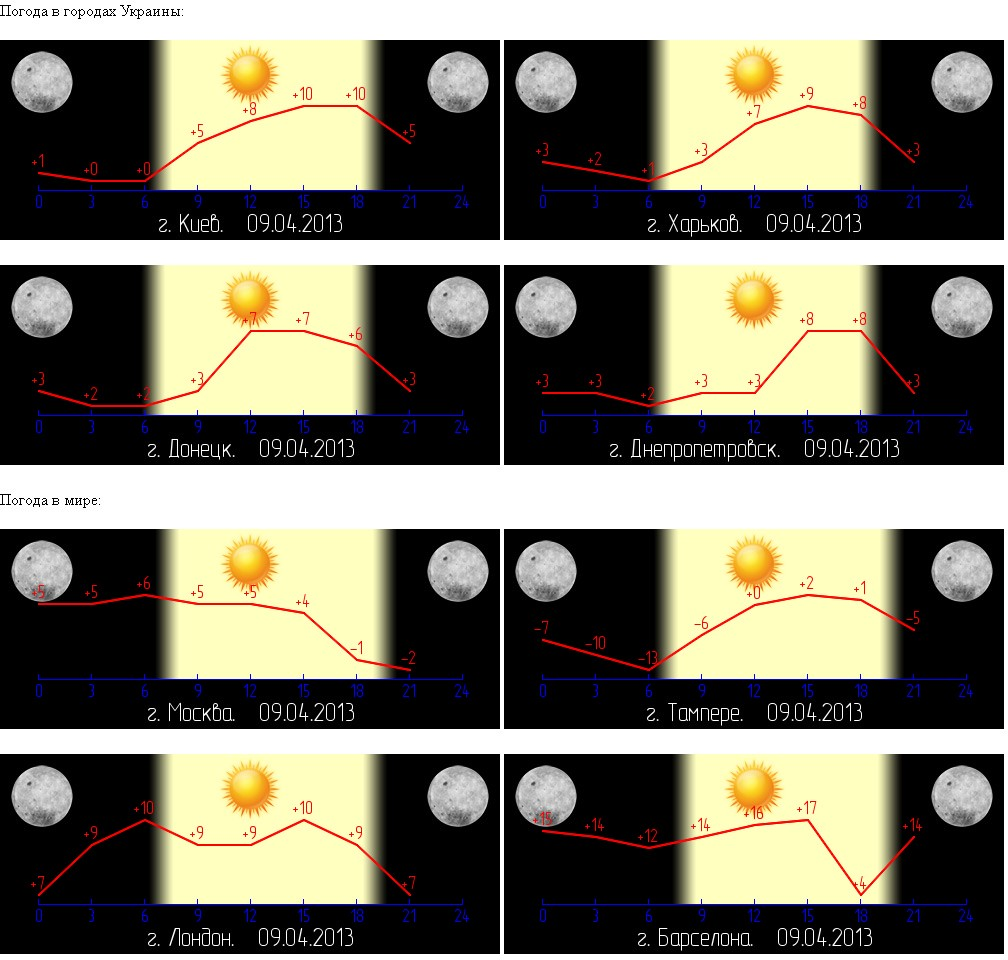 Погода в городах Украины:
+1 +0 +0 +5 +8 +10 +10 +5
0 3 6 9 12 15 18 21 24
г. Киев. 09.04.2013
+3 +2 +1 +3 +7 +9 +8 +3
0 3 6 9 12 15 18 21 24
г. Харьков. 09.04.2013
+3 +2 +2 +3 +7 +7 +6 +3
0 3 6 9 12 15 18 21 24
г. Донецк. 09.04.2013
+3 +3 +2 +3 +3 +8 +8 +3
0 3 6 9 12 15 18 21 24
г. Днепропетровск. 09.04.2013
Погода в мире:
+5 +5 +6 +5 +5 +4 -1 -2
0 3 6 9 12 15 18 21 24
г. Москва. 09.04.2013
-7 -10 -13 -6 +0 +2 +1 -5
0 3 6 9 12 15 18 21 24
г. Тампере. 09.04.2013
+7 +9 +10 +9 +9 +10 +9 +7
0 3 6 9 12 15 18 21 24
г. Лондон. 09.04.2013
+15 +14 +12 +14 +16 +17 +4 +14
0 3 6 9 12 15 18 21 24
г. Барселона. 09.04.2013